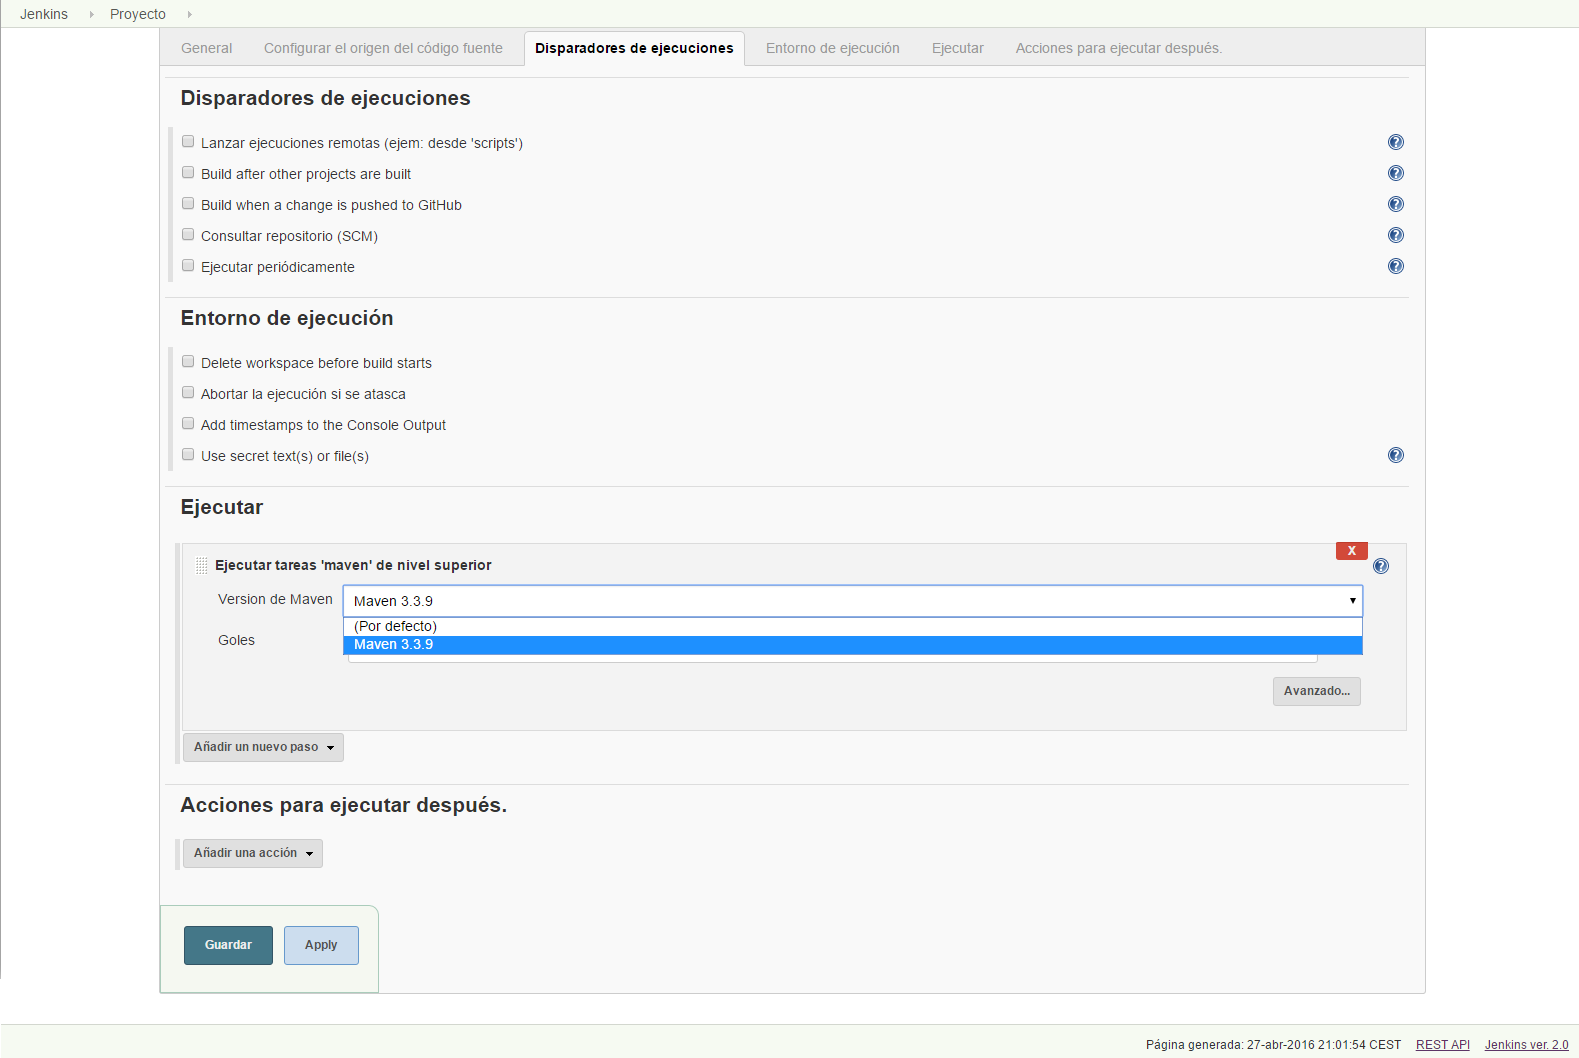 Jenkins Proyecto
General Configurar el origen del código fuente Disparadores de ejecuciones Entorno de ejecución Ejecutar Acciones para ejecutar después.
Disparadores de ejecuciones
Lanzar ejecuciones remotas (ejem: desde 'scripts')
Build after other projects are built
Build when a change is pushed to GitHub
Consultar repositorio (SCM)
Ejecutar periódicamente
Entorno de ejecución
Delete workspace before build starts
Abortar la ejecución si se atasca
Add timestamps to the Console Output
Use secret text(s) or file(s)
Ejecutar
X
Ejecutar tareas 'maven' de nivel superior
Version de Maven Maven 3.3.9
(Por defecto)
Goles
Maven 3.3.9
Avanzado...
Añadir un nuevo paso
Acciones para ejecutar después.
Añadir una acción
Guardar Apply
Página generada: 27-abr-2016 21:01:54 CEST REST API Jenkins ver. 2.0